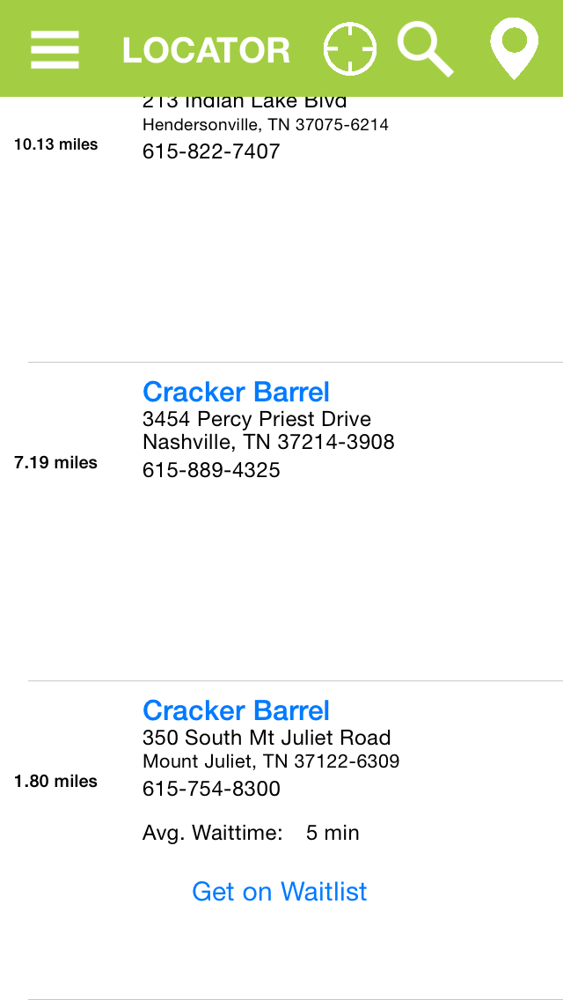 LOCATOR
213 Indian Lake Blvd
Hendersonville, TN 37075-6214
10.13 miles
615-822-7407
Cracker Barrel
3454 Percy Priest Drive
Nashville, TN 37214-3908
7.19 miles
615-889-4325
Cracker Barrel
350 South Mt Juliet Road
Mount Juliet, TN 37122-6309
1.80 miles
615-754-8300
Avg. Waittime: 5 min
Get on Waitlist